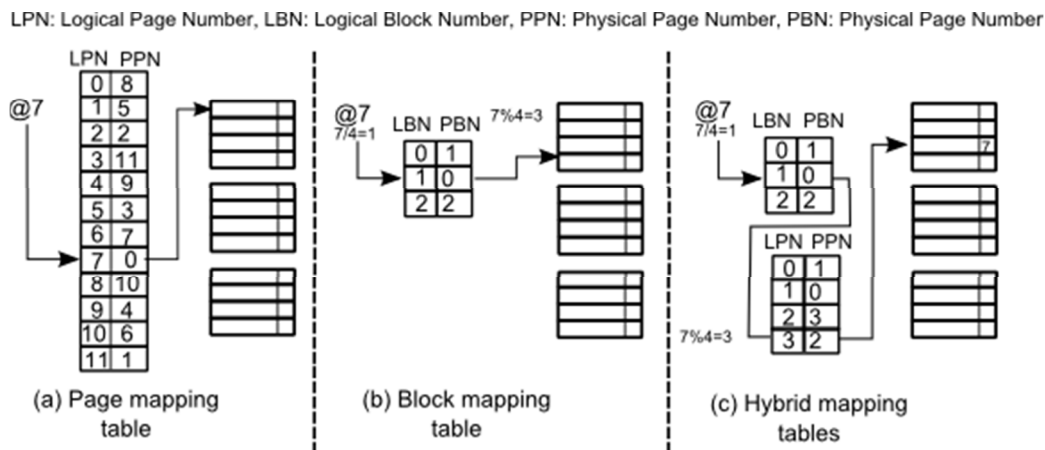 LPN: Logical Page Number, LBN: Logical Block Number, PPN: Physical Page Number, PBN: Physical Page Number
LPN PPN
@7
0 8
1 5
2 2
3 11
4 9
5 3
6 7
7 0
8 10
9 4
10 6
11 1
(a) Page mapping
table
@7
7/4=1
LBN PBN
7%4=3
0 1
1 0
2 2
(b) Block mapping
table
@7
7/4=1
LBN PBN
0 1
1 0
2 2
7
LPN PPN
0 1
1 0
2 3
3 2
7%4=3
(c) Hybrid mapping
tables